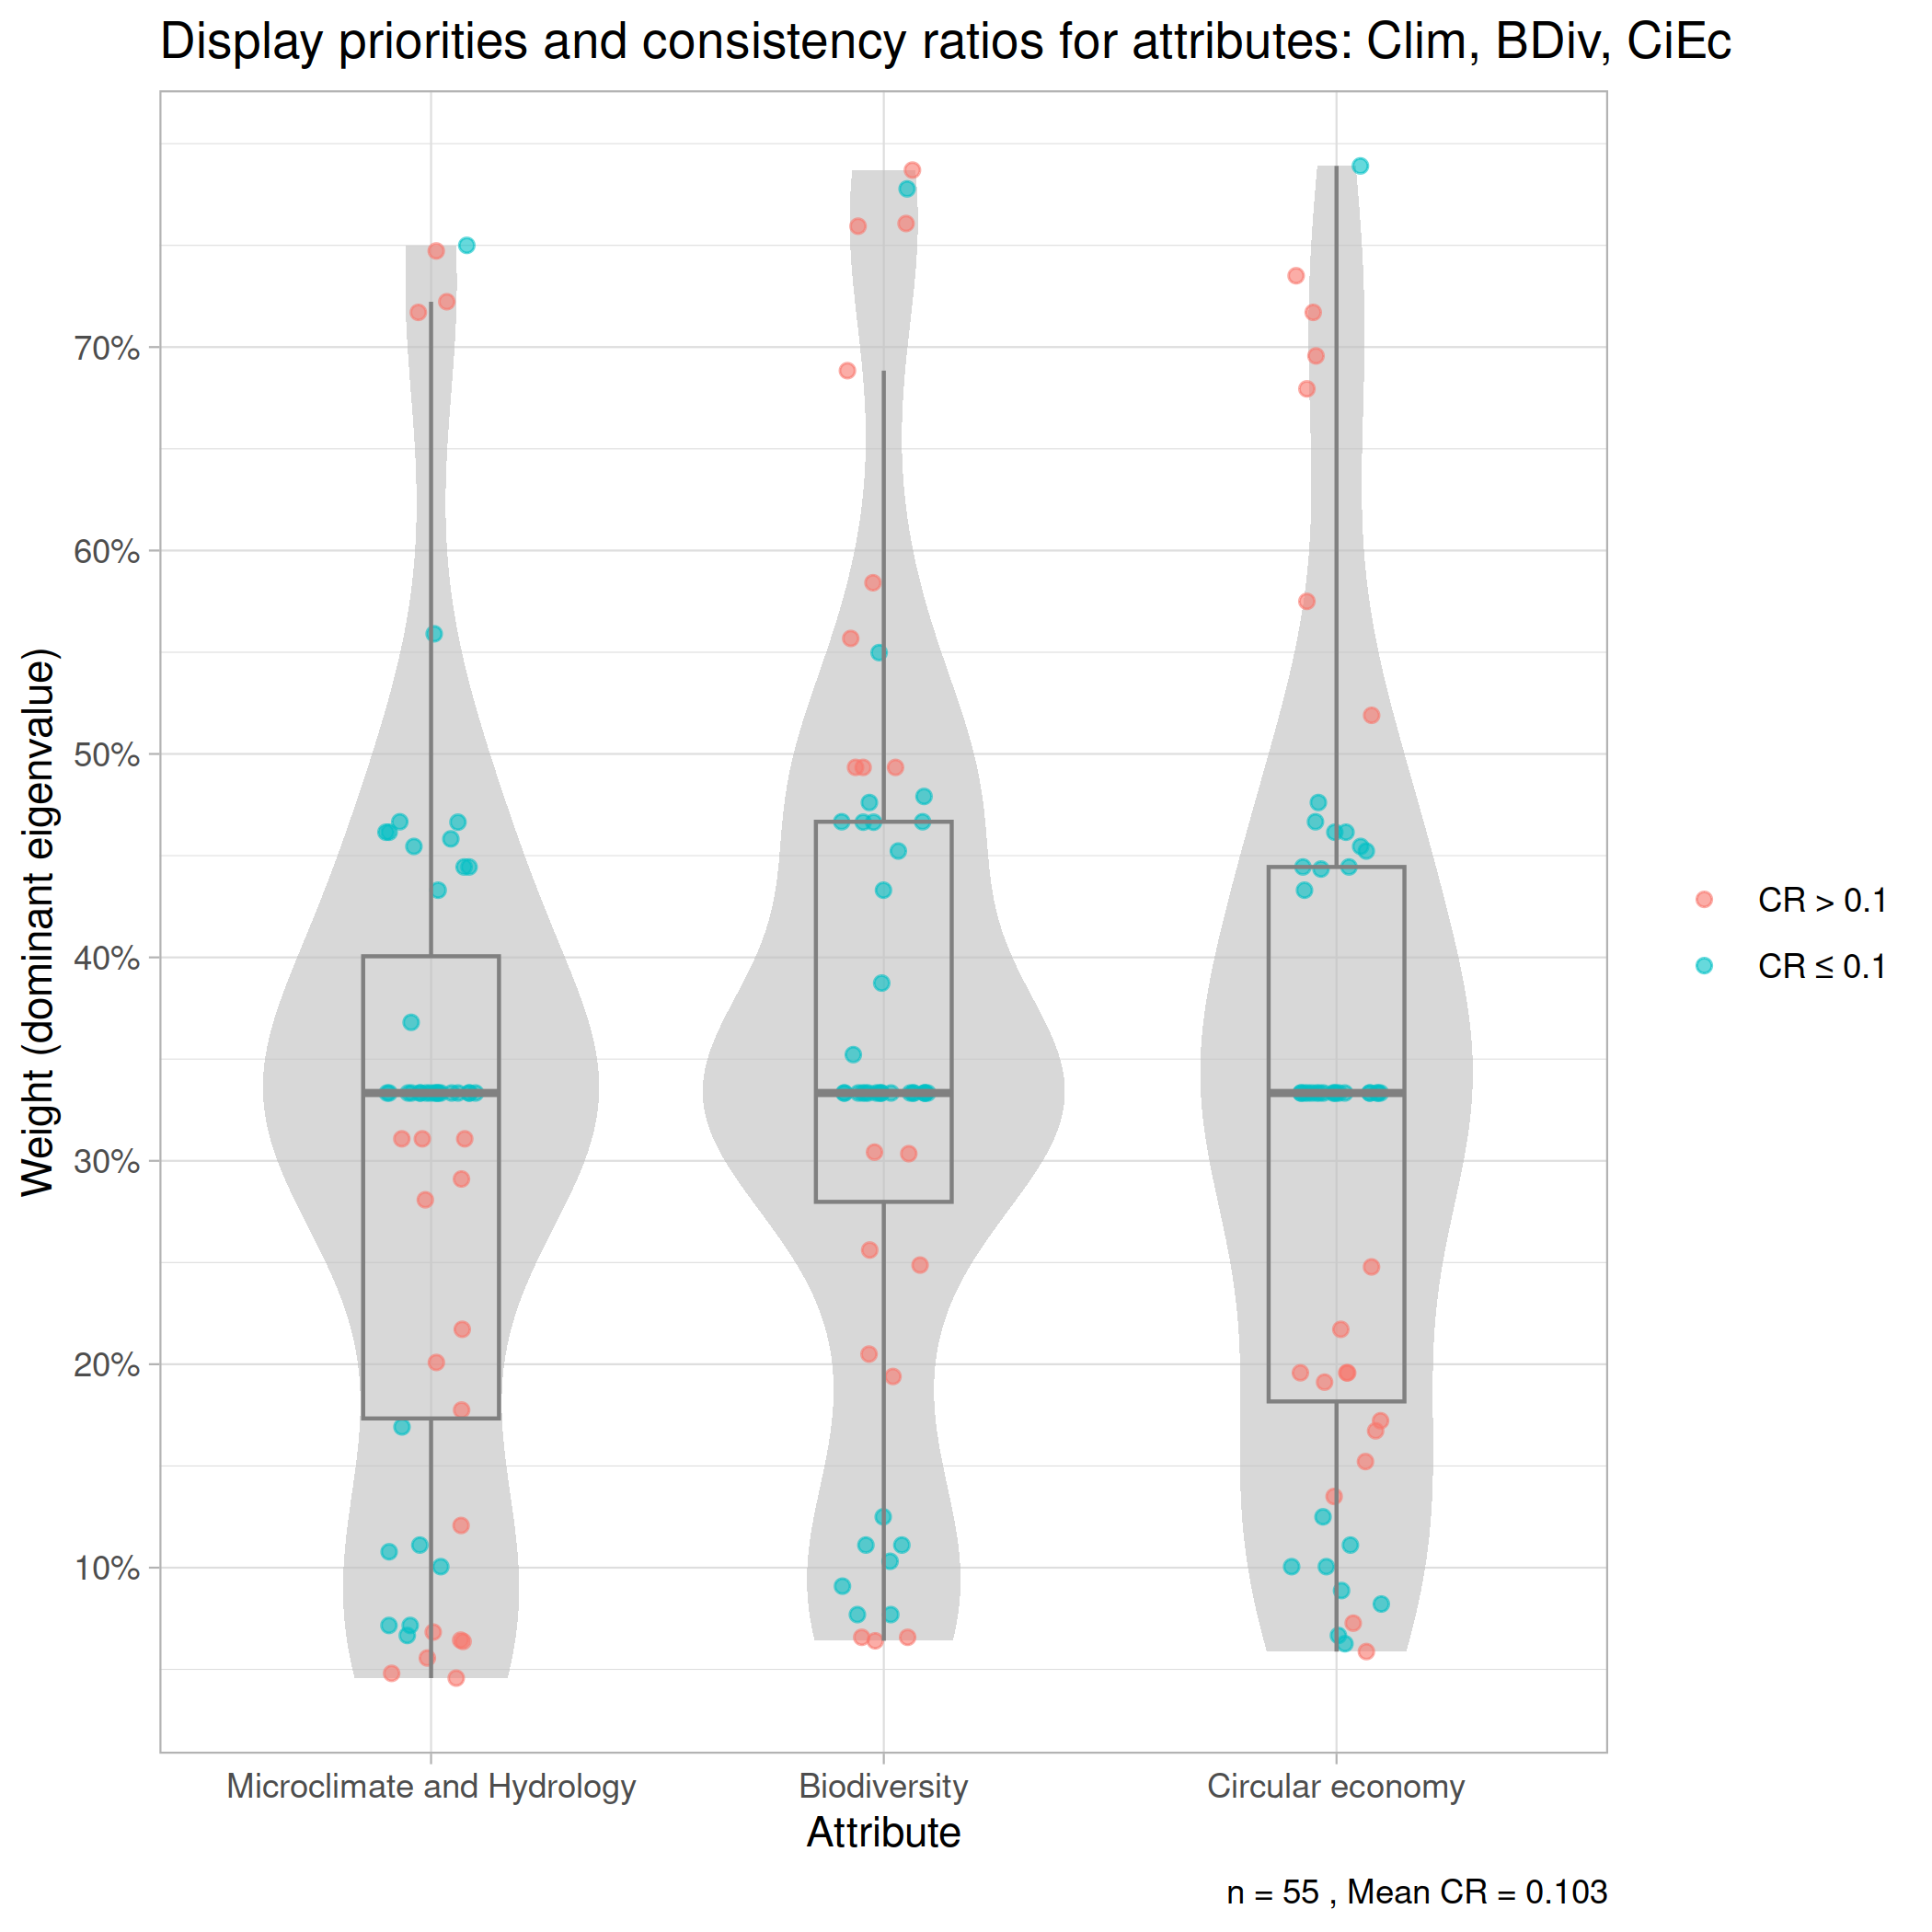 Display priorities and consistency ratios for attributes: Clim, BDiv, CiEc
Weight (dominant eigenvalue)
70%
60%
50%
40%
30%
20%
10%
CR > 0.1
CR ≤ 0.1
Microclimate and Hydrology
Biodiversity
Circular economy
Attribute
n = 55 , Mean CR = 0.103